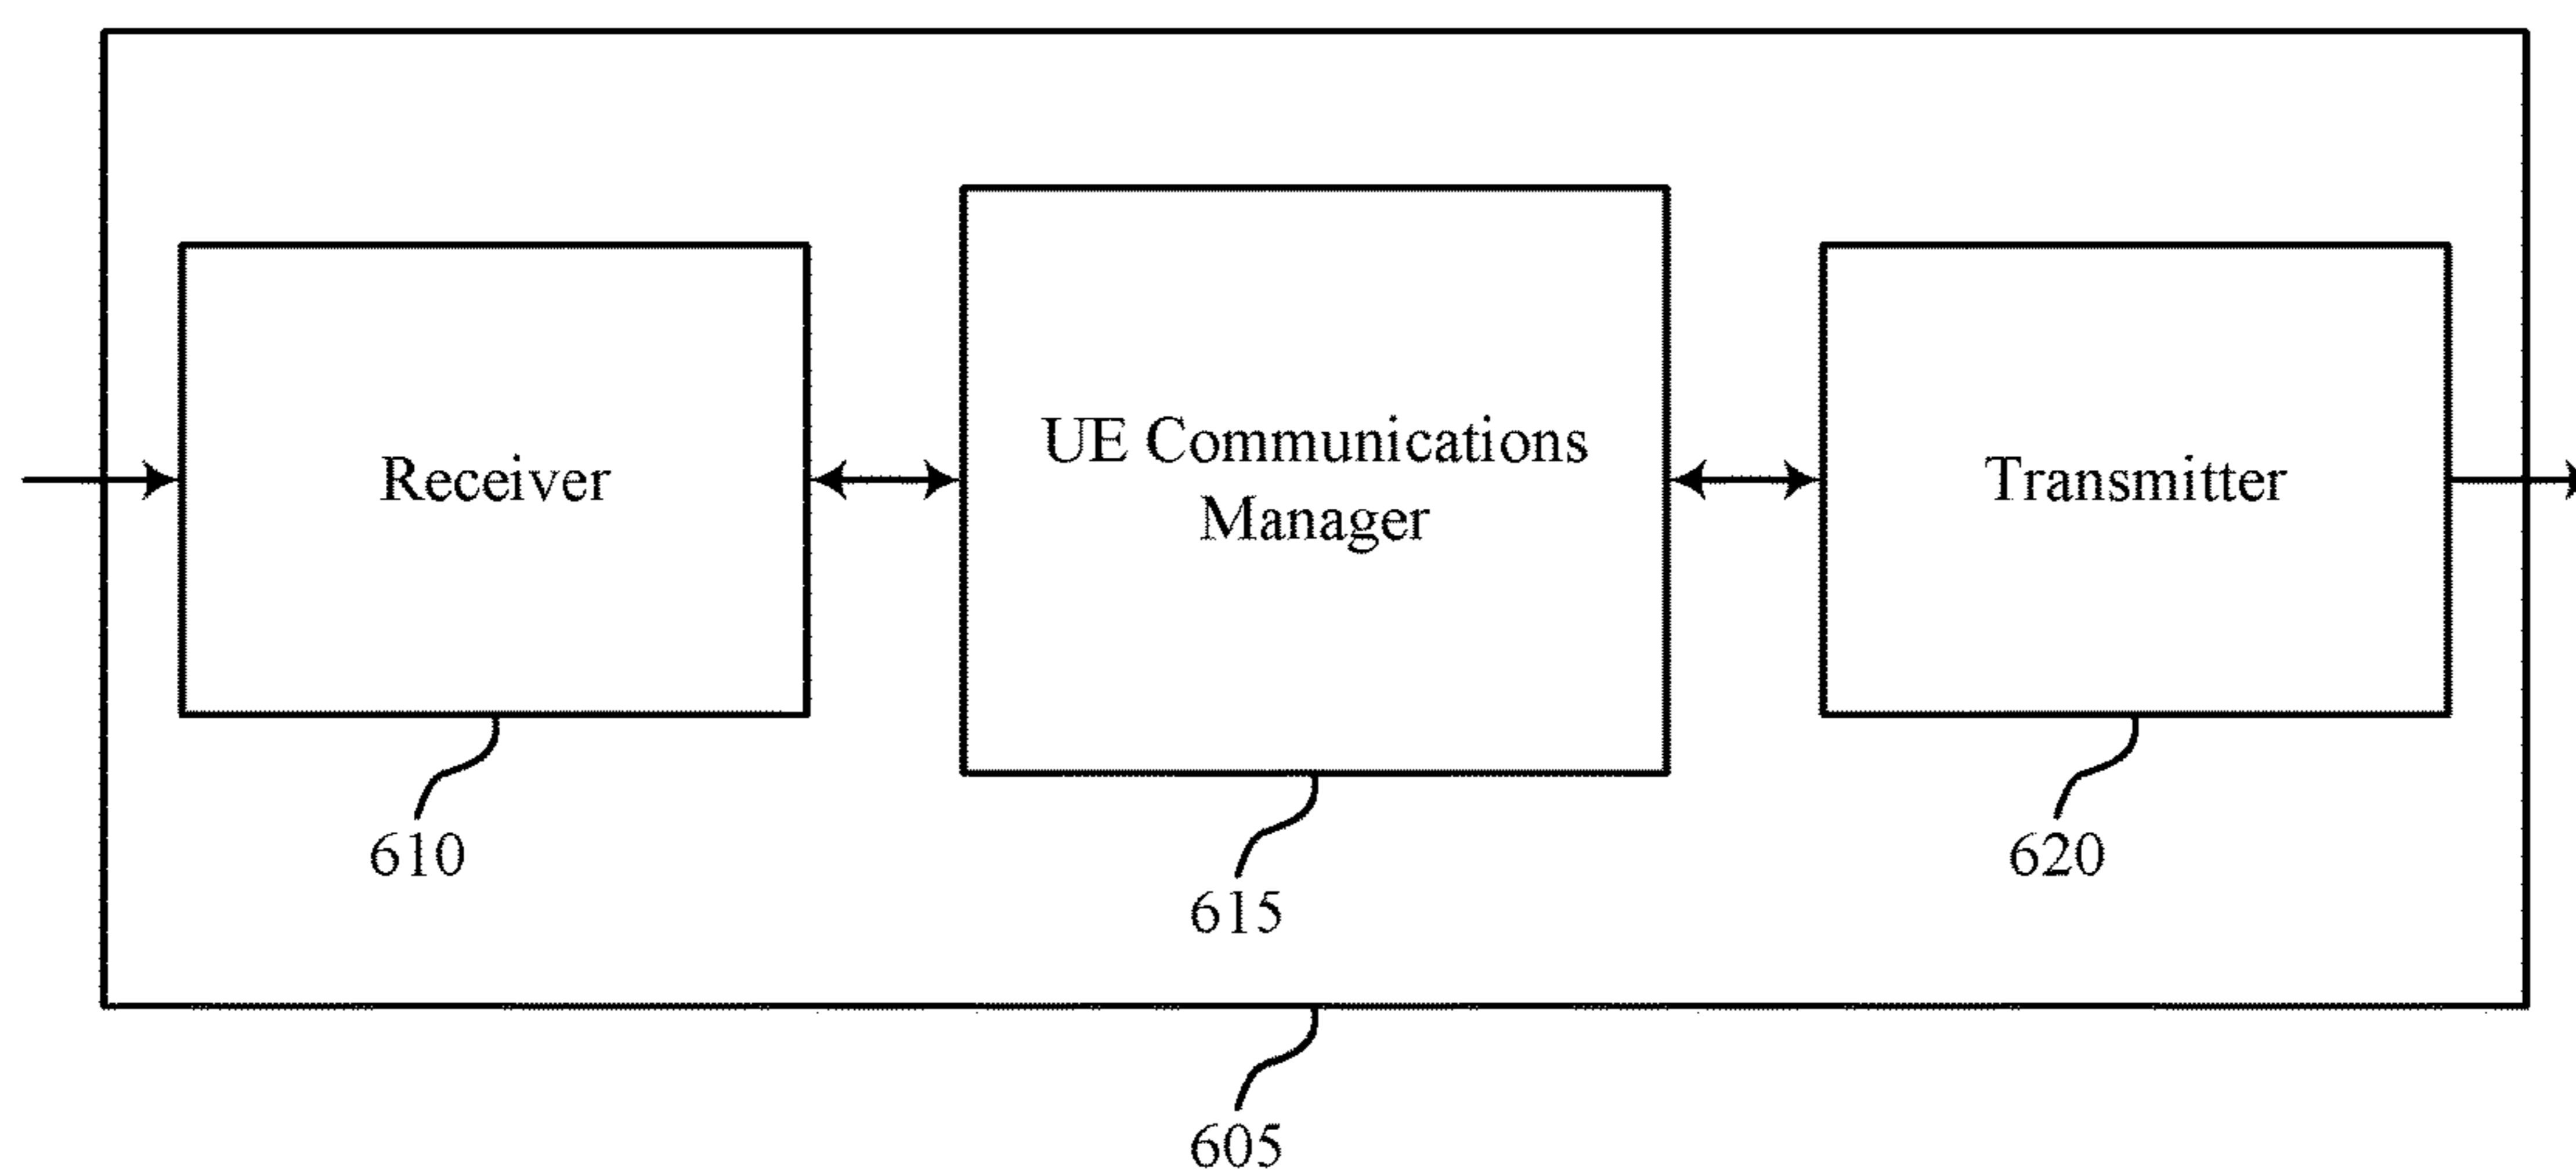 Receiver
UE Communications
Manager
Transmitter
610
615
620
605